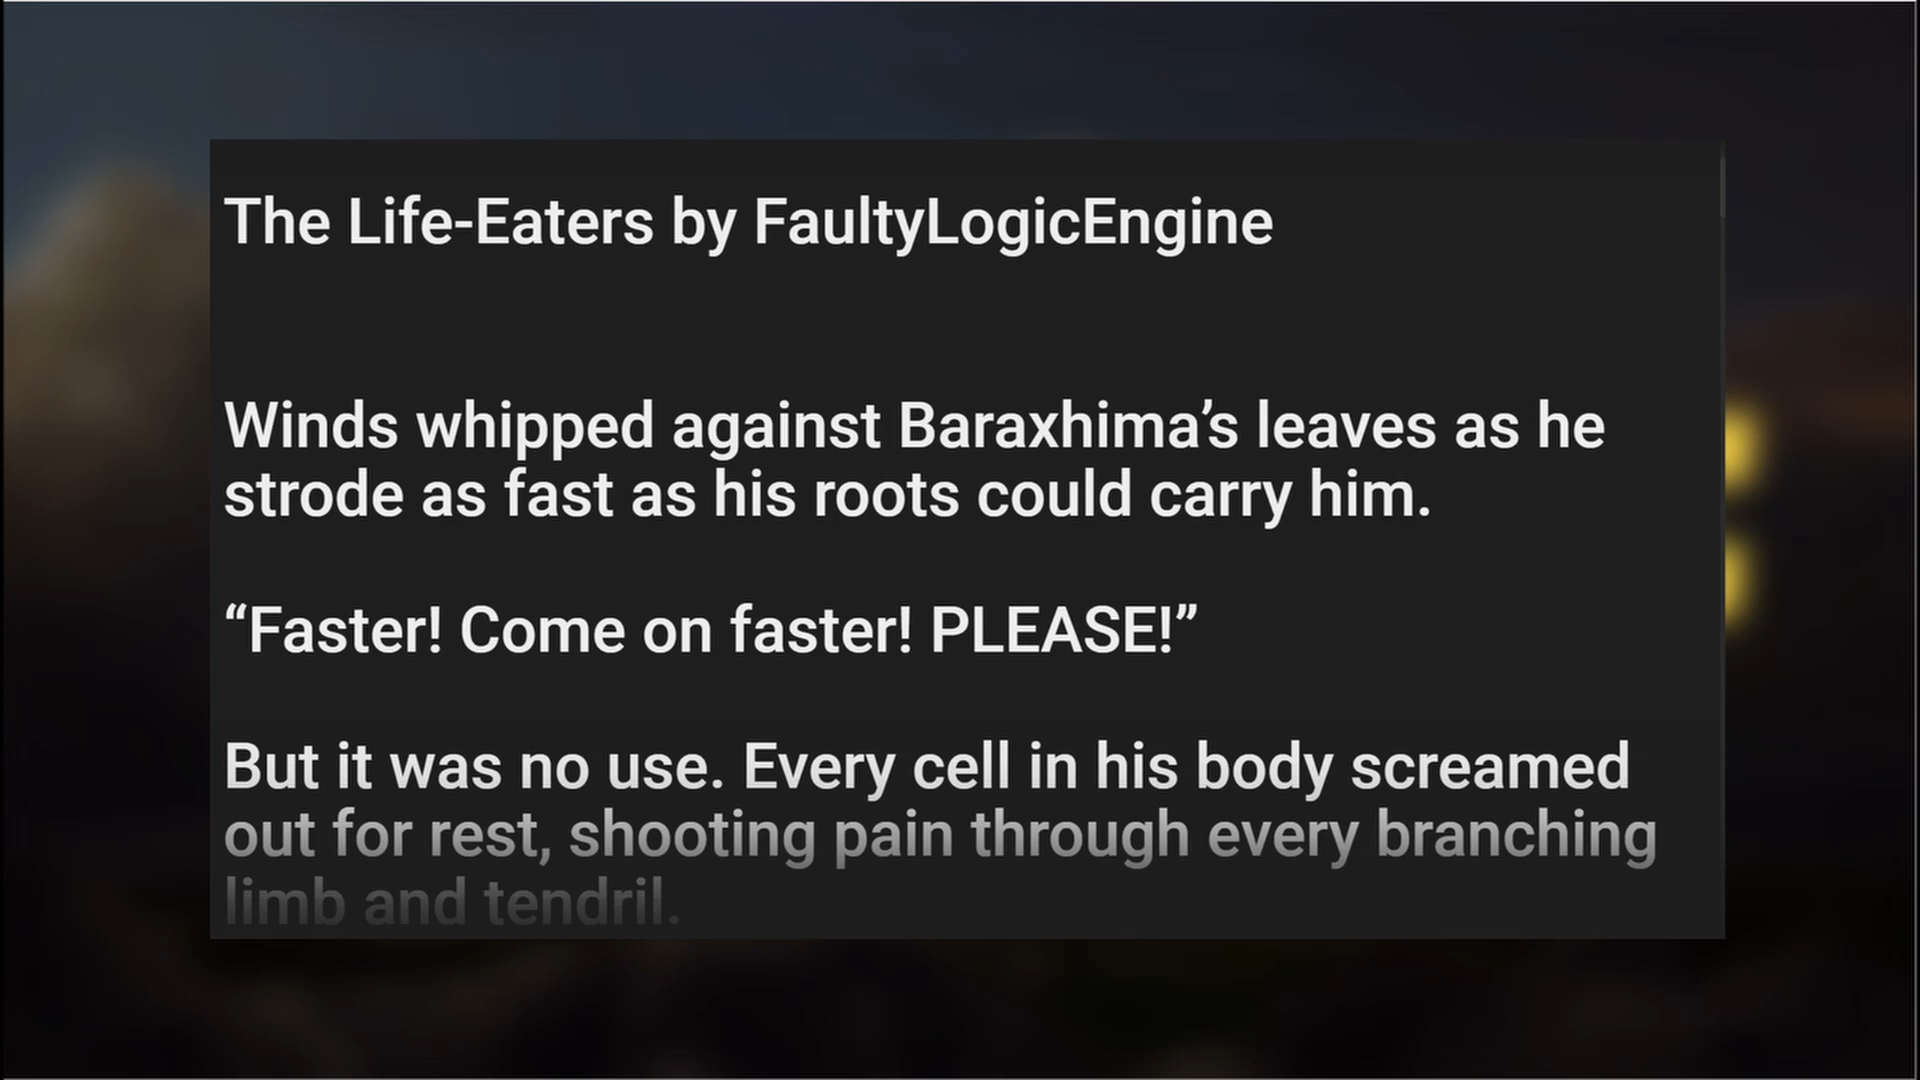 The Life-Eaters by FaultyLogicEngine
Winds whipped against Baraxhima’s leaves as he
strode as fast as his roots could carry him.
“Faster! Come on faster! PLEASE!”
But it was no use. Every cell in his body screamed
out for rest, shooting pain through every branching
limb and tendril.